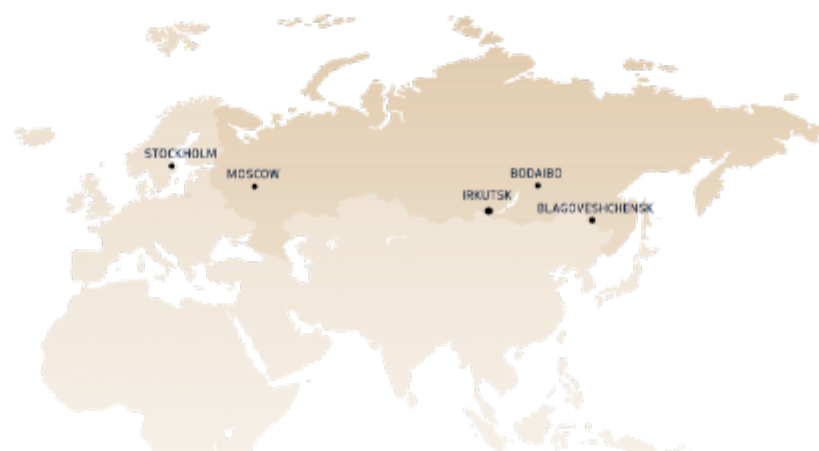 STOCKHOLM
MOSCOW
BODAIBO
IRKUTSK
BLAGOVESHCHENSK